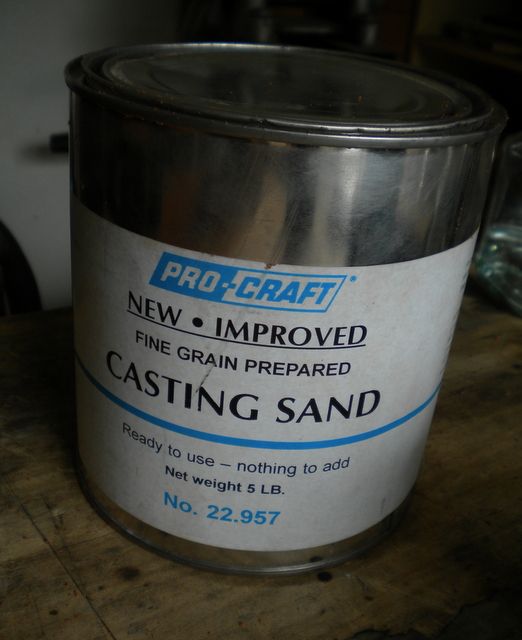 PRO-CRAFT®
NEW • IMPROVED
FINE GRAIN PREPARED
CASTING SAND
Ready to use – nothing to add
Net weight 5 LB.
No. 22.957